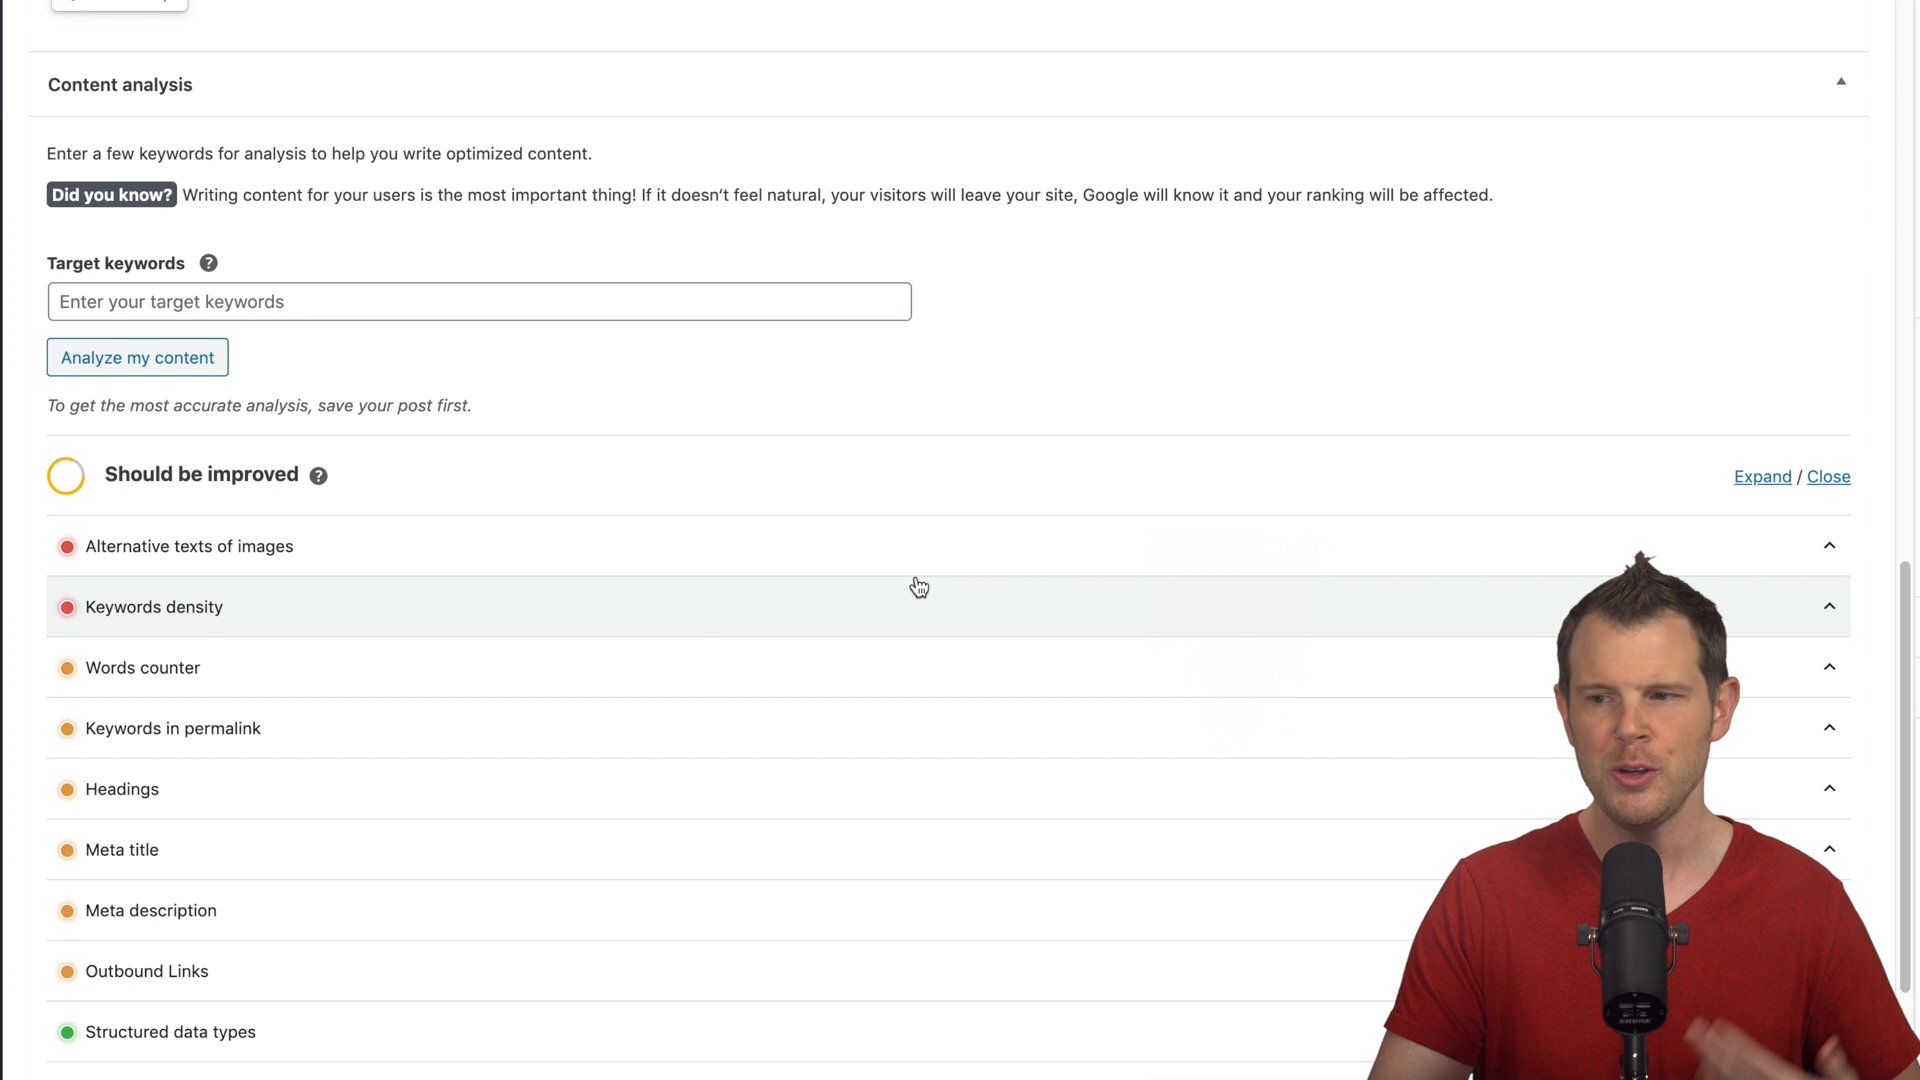 Content analysis
Enter a few keywords for analysis to help you write optimized content.
Did you know? Writing content for your users is the most important thing! If it doesn’t feel natural, your visitors will leave your site, Google will know it and your ranking will be affected.
Target keywords ?
Enter your target keywords
Analyze my content
To get the most accurate analysis, save your post first.
Should be improved ?
Expand / Close
Alternative texts of images
Keywords density
Words counter
Keywords in permalink
Headings
Meta title
Meta description
Outbound Links
Structured data types
SHURE